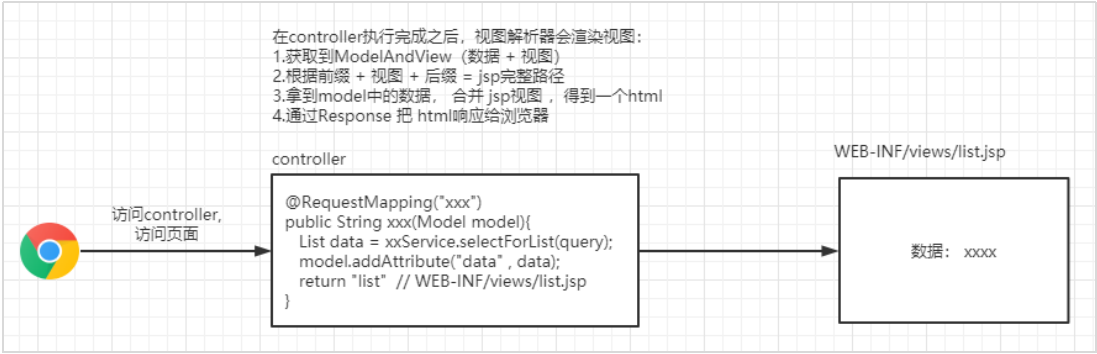 在controller执行完成之后，视图解析器会渲染视图：
1.获取到ModelAndView（数据 + 视图）
2.根据前缀 + 视图 + 后缀 = jsp完整路径
3.拿到model中的数据， 合并 jsp视图 ，得到一个html
4.通过Response 把 html响应给浏览器
controller
WEB-INF/views/list.jsp
访问controller,
访问页面
@RequestMapping("xxx")
public String xxx(Model model){
List data = xxService.selectForList(query);
model.addAttribute("data" , data);
return "list"  // WEB-INF/views/list.jsp
}
数据： xxxx